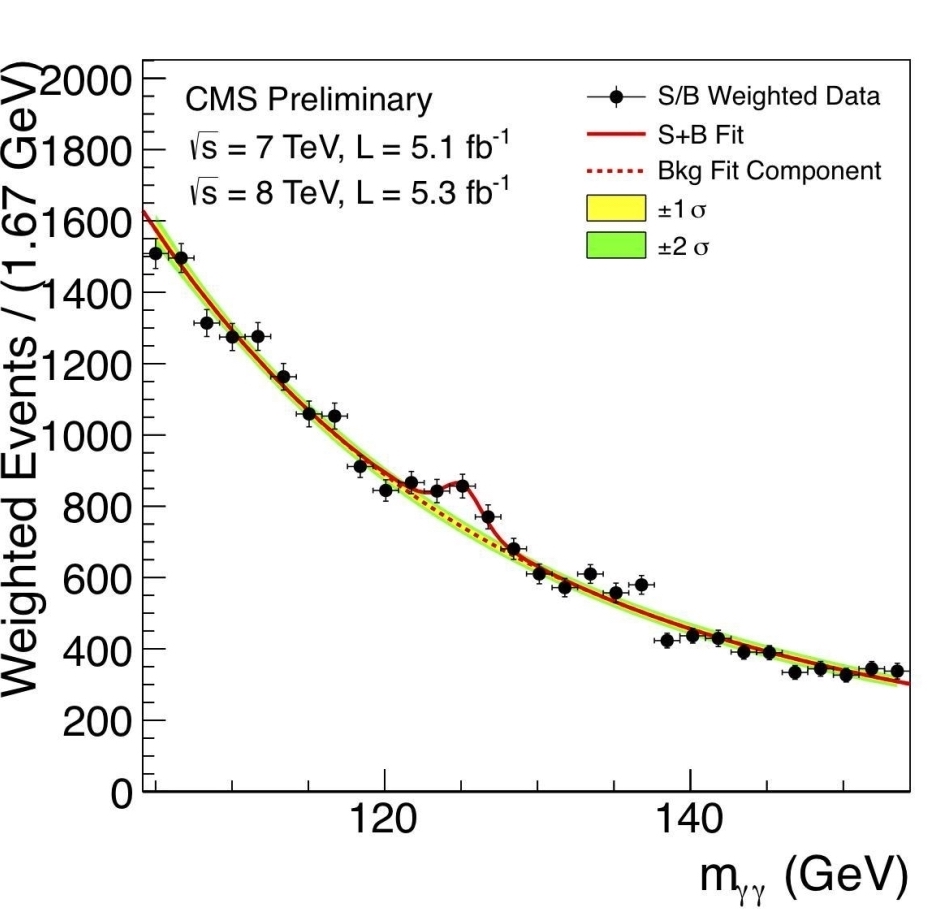 Weighted Events / (1.67 GeV)
2000
1800
1600
1400
1200
1000
800
600
400
200
0
CMS Preliminary
√s = 7 TeV, L = 5.1 fb⁻¹
√s = 8 TeV, L = 5.3 fb⁻¹
S/B Weighted Data
S+B Fit
Bkg Fit Component
±1 σ
±2 σ
120 140
mγγ (GeV)